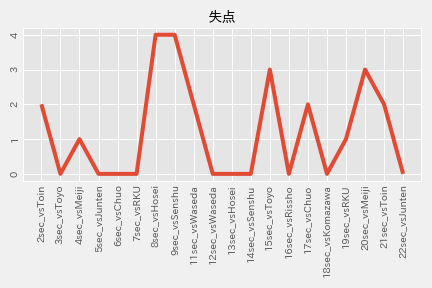 失点
4
3
2
1
0
2sec_vsToin
3sec_vsToyo
4sec_vsMeiji
5sec_vsJunten
6sec_vsChuo
7sec_vsRKU
8sec_vsHosei
9sec_vsSenshu
11sec_vsWaseda
12sec_vsWaseda
13sec_vsHosei
14sec_vsSenshu
15sec_vsToyo
16sec_vsRissho
17sec_vsChuo
18sec_vsKomazawa
19sec_vsRKU
20sec_vsMeiji
21sec_vsToin
22sec_vsJunten